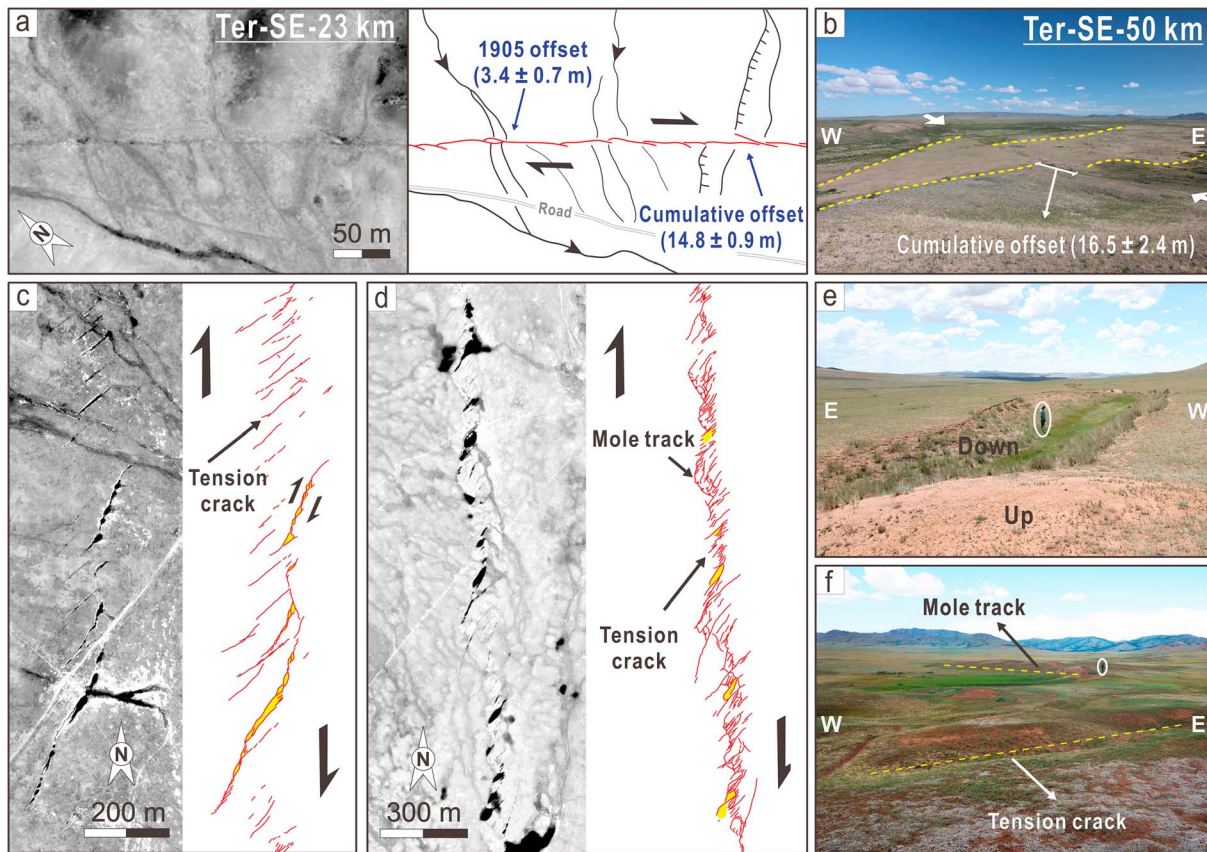 a
Ter-SE-23 km
N
50 m
1905 offset
(3.4 ± 0.7 m)
Road
Cumulative offset
(14.8 ± 0.9 m)
b
Ter-SE-50 km
W
E
Cumulative offset (16.5 ± 2.4 m)
c
Tension
crack
N
200 m
d
Mole track
Tension
crack
N
300 m
e
E
W
Down
Up
f
Mole track
W
E
Tension crack